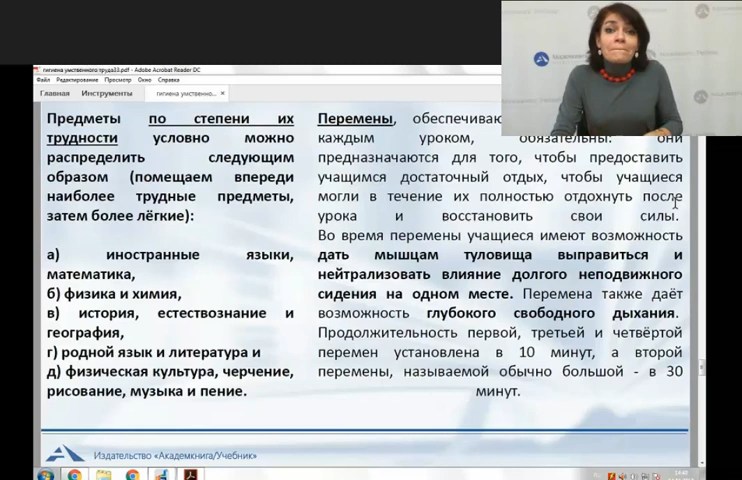 гигиена умственного труда33.pdf - Adobe Acrobat Reader DC
Файл Редактирование Просмотр Окно Справка
Главная Инструменты гигиена умственно... ×
Предметы по степени их
трудности условно можно
распределить следующим
образом (помещаем впереди
наиболее трудные предметы,
затем более лёгкие):
а) иностранные языки,
математика,
б) физика и химия,
в) история, естествознание и
география,
г) родной язык и литература и
д) физическая культура, черчение,
рисование, музыка и пение.
Перемены, обеспечиваю
каждым уроком, обязательны: они
предназначаются для того, чтобы предоставить
учащимся достаточный отдых, чтобы учащиеся
могли в течение их полностью отдохнуть после
урока и восстановить свои силы.
Во время перемены учащиеся имеют возможность
дать мышцам туловища выправиться и
нейтрализовать влияние долгого неподвижного
сидения на одном месте. Перемена также даёт
возможность глубокого свободного дыхания.
Продолжительность первой, третьей и четвёртой
перемен установлена в 10 минут, а второй
перемены, называемой обычно большой - в 30
минут.
Издательство «Академкнига/Учебник»